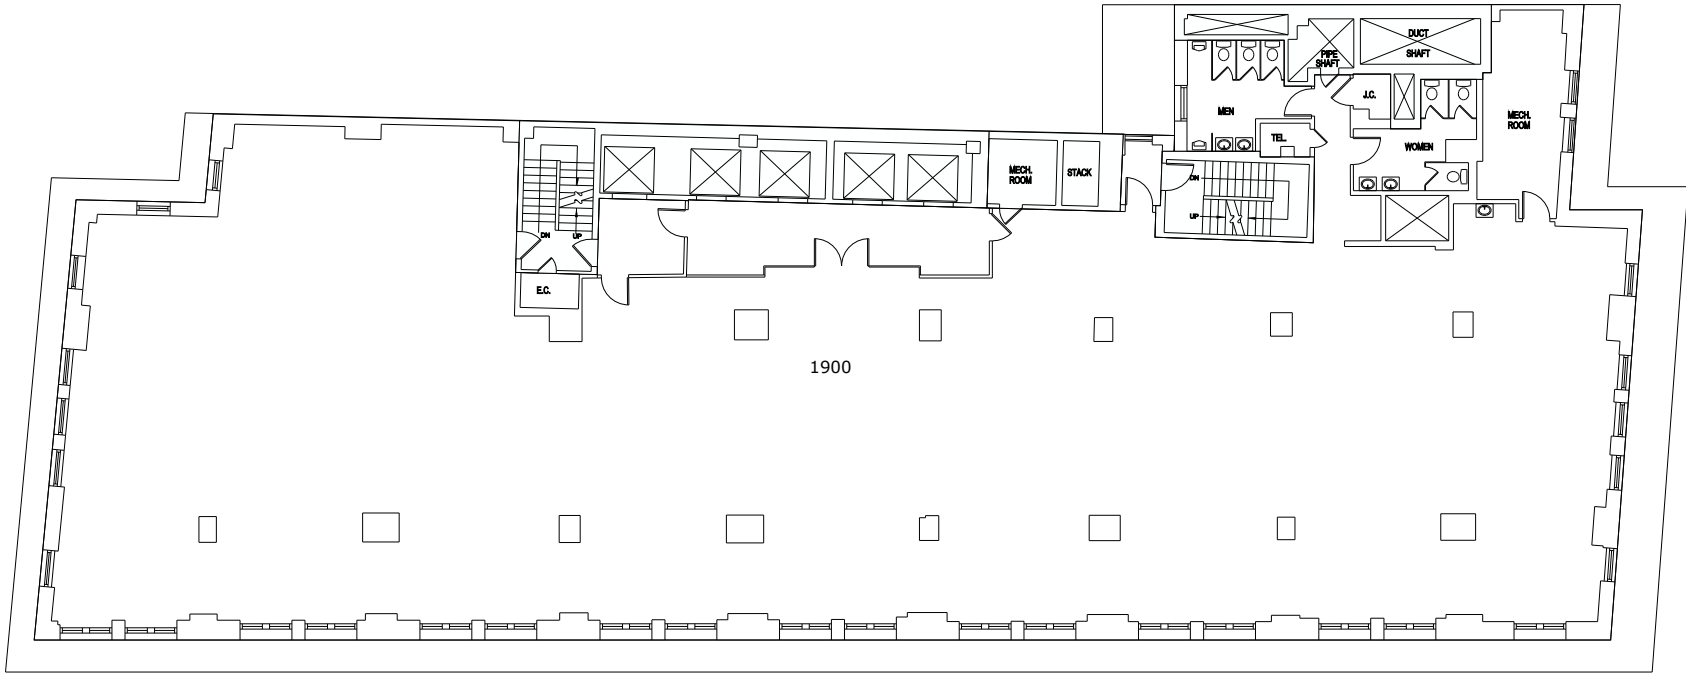 DUCT
SHAFT
PIPE
SHAFT
J.C.
MEN
MECH.
ROOM
TEL.
WOMEN
MECH.
ROOM
STACK
DN
UP
DN
UP
E.C.
1900